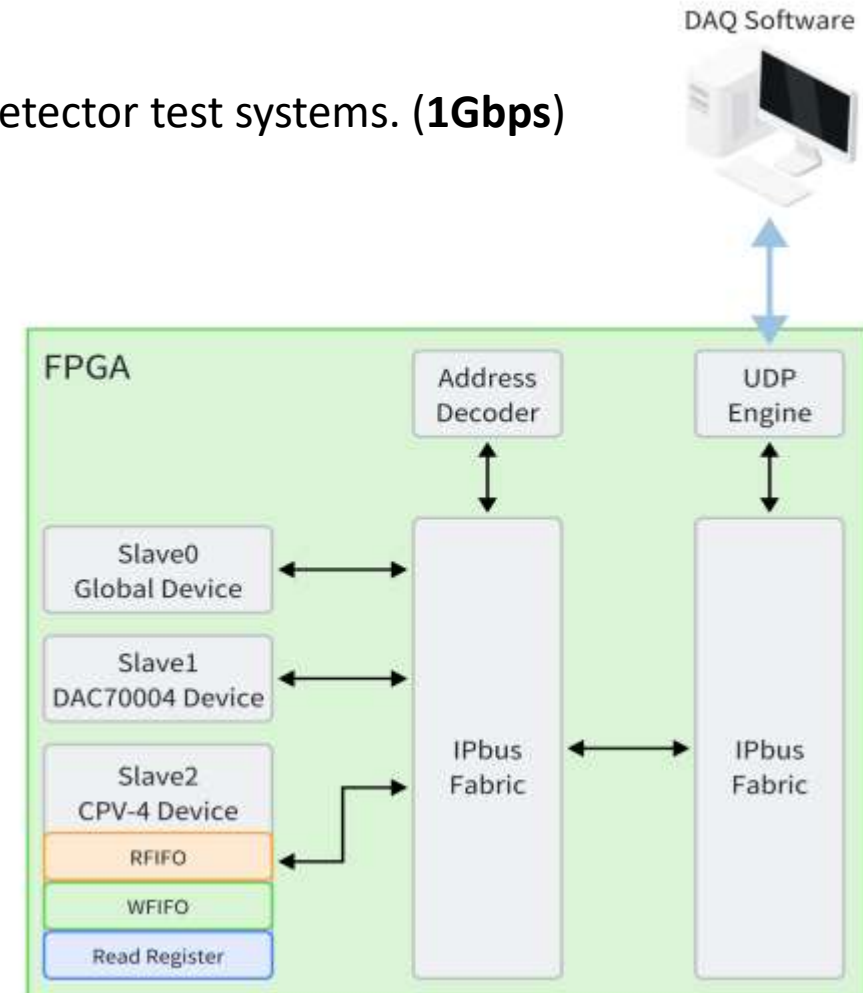 DAQ Software
etector test systems. (1Gbps)
FPGA
Address
Decoder
UDP
Engine
Slave0
Global Device
Slave1
DAC70004 Device
Slave2
CPV-4 Device
RFIFO
WFIFO
Read Register
IPbus
Fabric
IPbus
Fabric